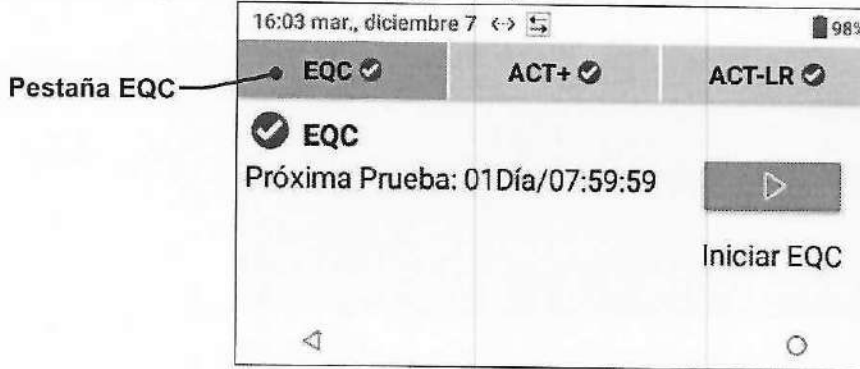 16:03 mar., diciembre 7 98%
EQC ACT+ ACT-LR
Pestaña EQC
EQC
Próxima Prueba: 01Día/07:59:59
Iniciar EQC